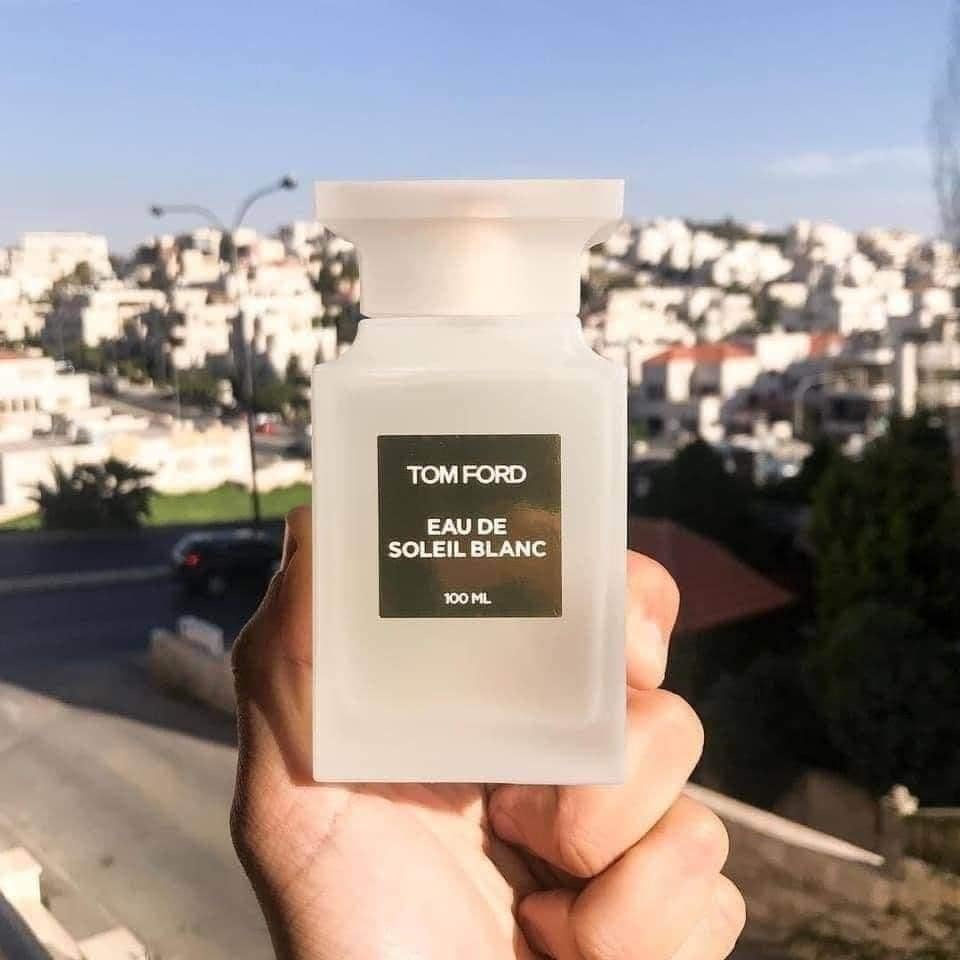 TOM FORD
EAU DE
SOLEIL BLANC
100 ML